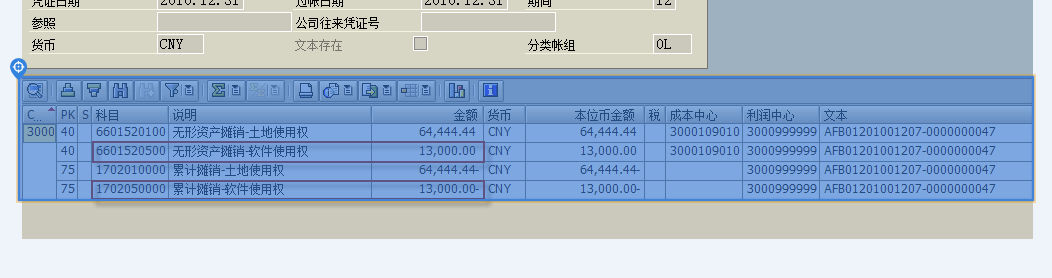 凭证日期 2010.12.31 过帐日期 2010.12.31 期间 12
参照 公司往来凭证号
货币 CNY 文本存在 分类帐组 0L
C... PK S 科目 说明 金额 货币 本位币金额 税 成本中心 利润中心 文本
3000 40 6601520100 无形资产摊销-土地使用权 64,444.44 CNY 64,444.44 3000109010 3000999999 AFB01201001207-0000000047
40 6601520500 无形资产摊销-软件使用权 13,000.00 CNY 13,000.00 3000109010 3000999999 AFB01201001207-0000000047
75 1702010000 累计摊销-土地使用权 64,444.44- CNY 64,444.44- 3000999999 AFB01201001207-0000000047
75 1702050000 累计摊销-软件使用权 13,000.00- CNY 13,000.00- 3000999999 AFB01201001207-0000000047